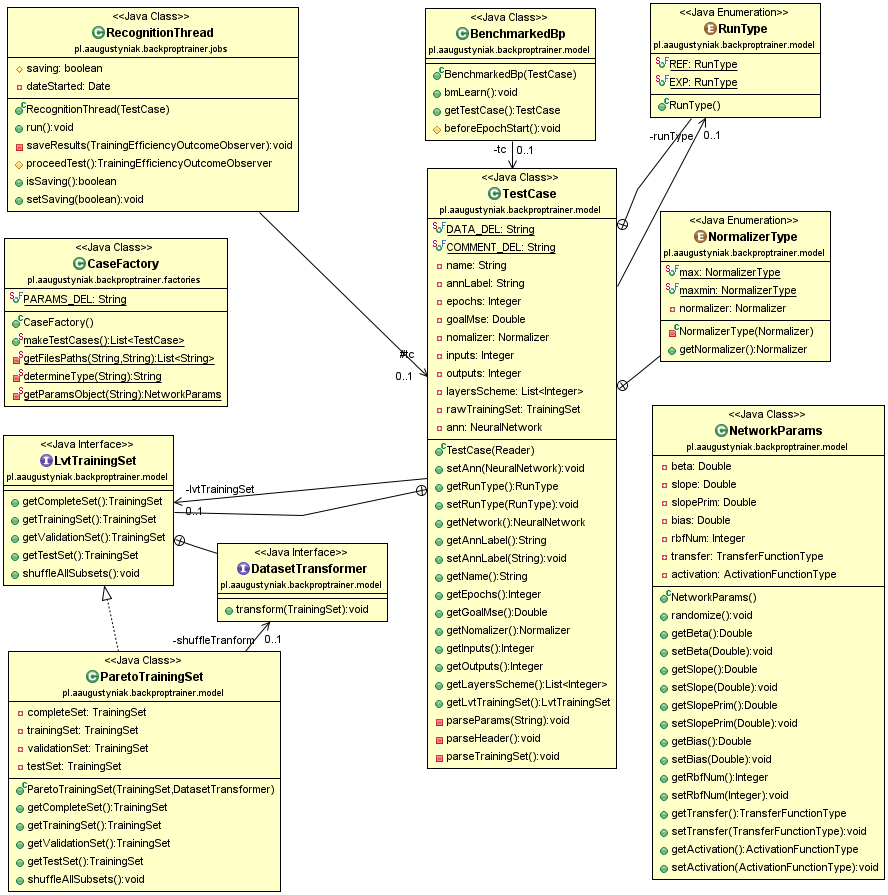 <<Java Class>>
RecognitionThread
pl.aaugustyniak.backproptrainer.jobs
saving: boolean
dateStarted: Date
RecognitionThread(TestCase)
run():void
saveResults(TrainingEfficiencyOutcomeObserver):void
proceedTest():TrainingEfficiencyOutcomeObserver
isSaving():boolean
setSaving(boolean):void
<<Java Class>>
BenchmarkedBp
pl.aaugustyniak.backproptrainer.model
BenchmarkedBp(TestCase)
bmLearn():void
getTestCase():TestCase
beforeEpochStart():void
<<Java Enumeration>>
RunType
pl.aaugustyniak.backproptrainer.model
REF: RunType
EXP: RunType
RunType()
-runType
0..1
-tc
0..1
<<Java Class>>
TestCase
pl.aaugustyniak.backproptrainer.model
DATA_DEL: String
COMMENT_DEL: String
name: String
annLabel: String
epochs: Integer
goalMse: Double
nomalizer: Normalizer
inputs: Integer
outputs: Integer
layersScheme: List<Integer>
rawTrainingSet: TrainingSet
ann: NeuralNetwork
TestCase(Reader)
setAnn(NeuralNetwork):void
getRunType():RunType
setRunType(RunType):void
getNetwork():NeuralNetwork
getAnnLabel():String
setAnnLabel(String):void
getName():String
getEpochs():Integer
getGoalMse():Double
getNomalizer():Normalizer
getInputs():Integer
getOutputs():Integer
getLayersScheme():List<Integer>
getLvtTrainingSet():LvtTrainingSet
parseParams(String):void
parseHeader():void
parseTrainingSet():void
<<Java Enumeration>>
NormalizerType
pl.aaugustyniak.backproptrainer.model
max: NormalizerType
maxmin: NormalizerType
normalizer: Normalizer
NormalizerType(Normalizer)
getNormalizer():Normalizer
<<Java Class>>
CaseFactory
pl.aaugustyniak.backproptrainer.factories
PARAMS_DEL: String
CaseFactory()
makeTestCases():List<TestCase>
getFilesPaths(String,String):List<String>
determineType(String):String
getParamsObject(String):NetworkParams
#tc
0..1
<<Java Interface>>
LvtTrainingSet
pl.aaugustyniak.backproptrainer.model
getCompleteSet():TrainingSet
getTrainingSet():TrainingSet
getValidationSet():TrainingSet
getTestSet():TrainingSet
shuffleAllSubsets():void
-lvtTrainingSet
0..1
<<Java Interface>>
DatasetTransformer
pl.aaugustyniak.backproptrainer.model
transform(TrainingSet):void
-shuffleTranform
0..1
<<Java Class>>
ParetoTrainingSet
pl.aaugustyniak.backproptrainer.model
completeSet: TrainingSet
trainingSet: TrainingSet
validationSet: TrainingSet
testSet: TrainingSet
ParetoTrainingSet(TrainingSet,DatasetTransformer)
getCompleteSet():TrainingSet
getTrainingSet():TrainingSet
getValidationSet():TrainingSet
getTestSet():TrainingSet
shuffleAllSubsets():void
<<Java Class>>
NetworkParams
pl.aaugustyniak.backproptrainer.model
beta: Double
slope: Double
slopePrim: Double
bias: Double
rbfNum: Integer
transfer: TransferFunctionType
activation: ActivationFunctionType
NetworkParams()
randomize():void
getBeta():Double
setBeta(Double):void
getSlope():Double
setSlope(Double):void
getSlopePrim():Double
setSlopePrim(Double):void
getBias():Double
setBias(Double):void
getRbfNum():Integer
setRbfNum(Integer):void
getTransfer():TransferFunctionType
setTransfer(TransferFunctionType):void
getActivation():ActivationFunctionType
setActivation(ActivationFunctionType):void